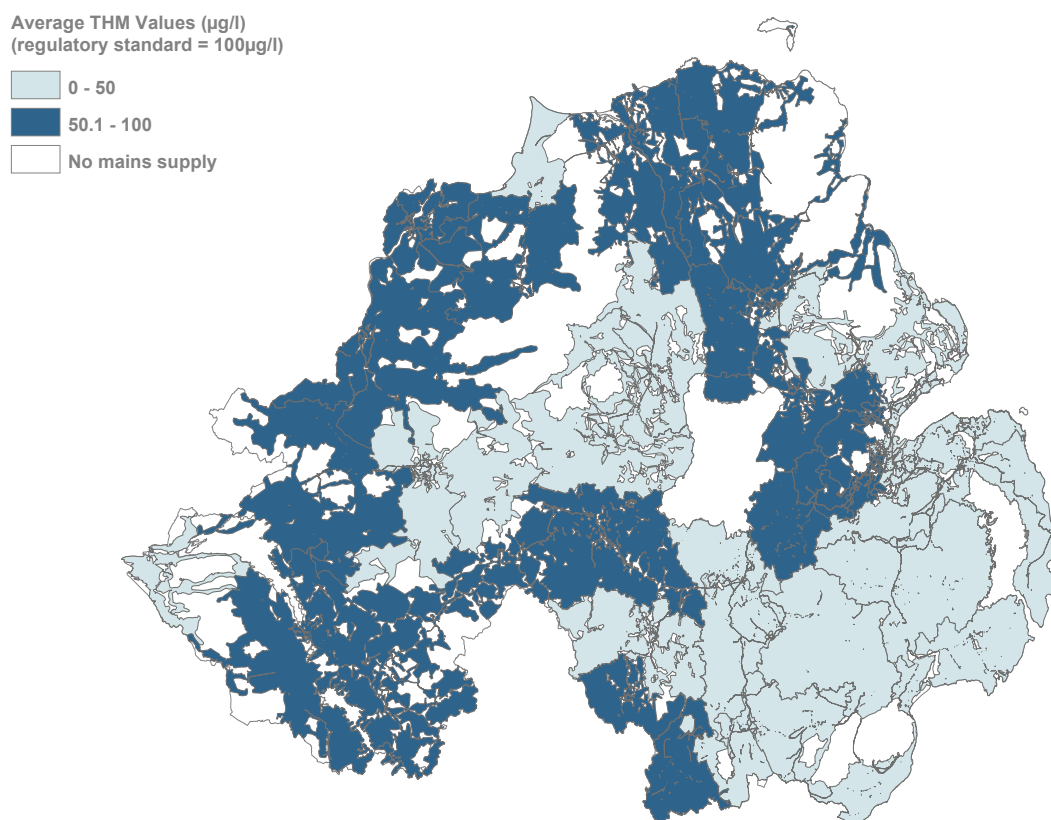 Average THM Values (µg/l)
(regulatory standard = 100µg/l)
0 - 50
50.1 - 100
No mains supply